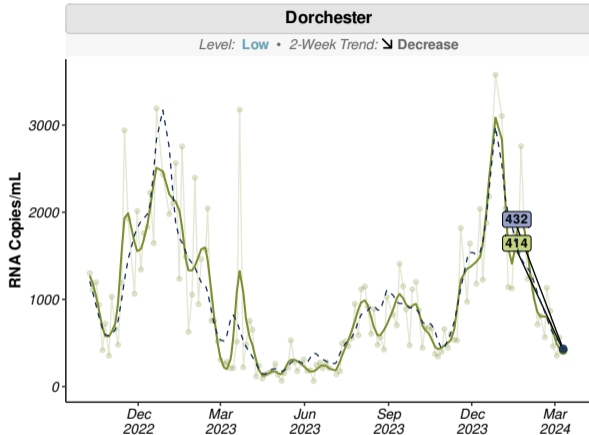 Dorchester
Level: Low • 2-Week Trend: ↘ Decrease
RNA Copies/mL
3000
2000
1000
0
432
414
Dec 2022
Mar 2023
Jun 2023
Sep 2023
Dec 2023
Mar 2024